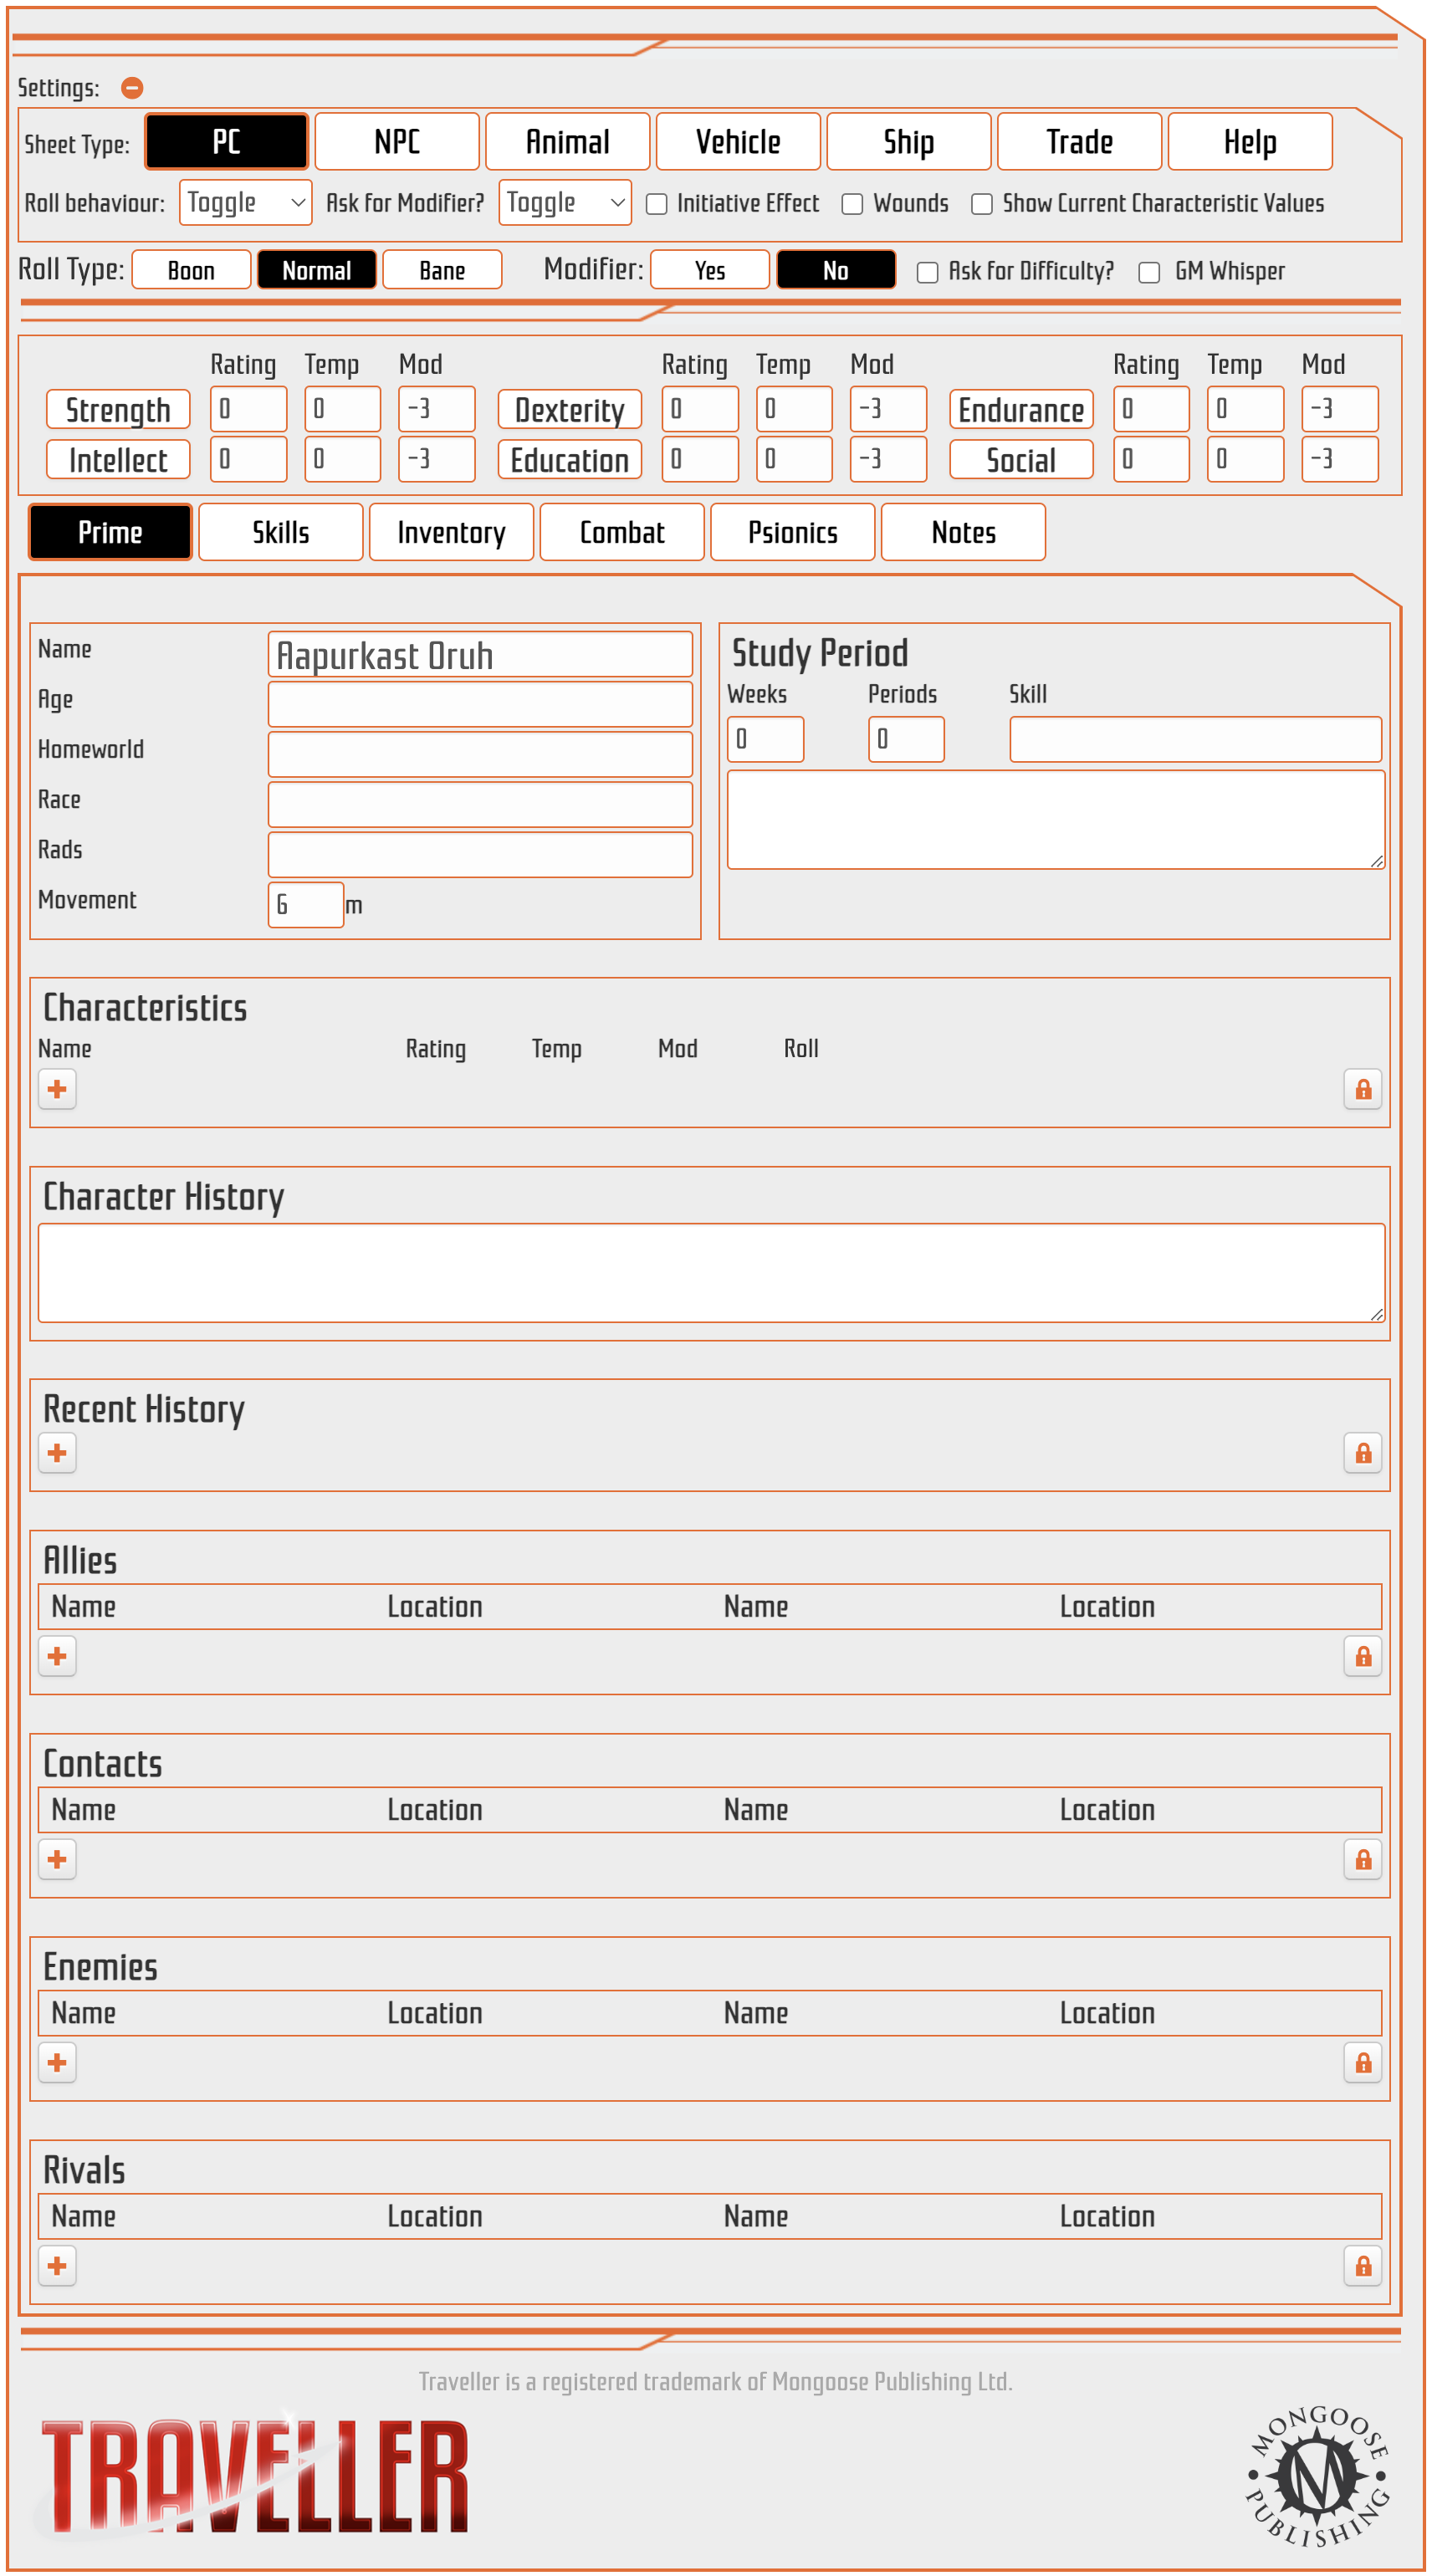 Settings:
Sheet Type: PC NPC Animal Vehicle Ship Trade Help
Roll behaviour: Toggle Ask for Modifier? Toggle Initiative Effect Wounds Show Current Characteristic Values
Roll Type: Boon Normal Bane Modifier: Yes No Ask for Difficulty? GM Whisper
Rating Temp Mod Rating Temp Mod Rating Temp Mod
Strength 0 0 -3 Dexterity 0 0 -3 Endurance 0 0 -3
Intellect 0 0 -3 Education 0 0 -3 Social 0 0 -3
Prime Skills Inventory Combat Psionics Notes
Name Aapurkast Oruh
Age
Homeworld
Race
Rads
Movement 6 m
Study Period
Weeks Periods Skill
0 0
Characteristics
Name Rating Temp Mod Roll
Character History
Recent History
Allies
Name Location Name Location
Contacts
Name Location Name Location
Enemies
Name Location Name Location
Rivals
Name Location Name Location
Traveller is a registered trademark of Mongoose Publishing Ltd.
TRAVELLER
MONGOOSE
M
PUBLISHING